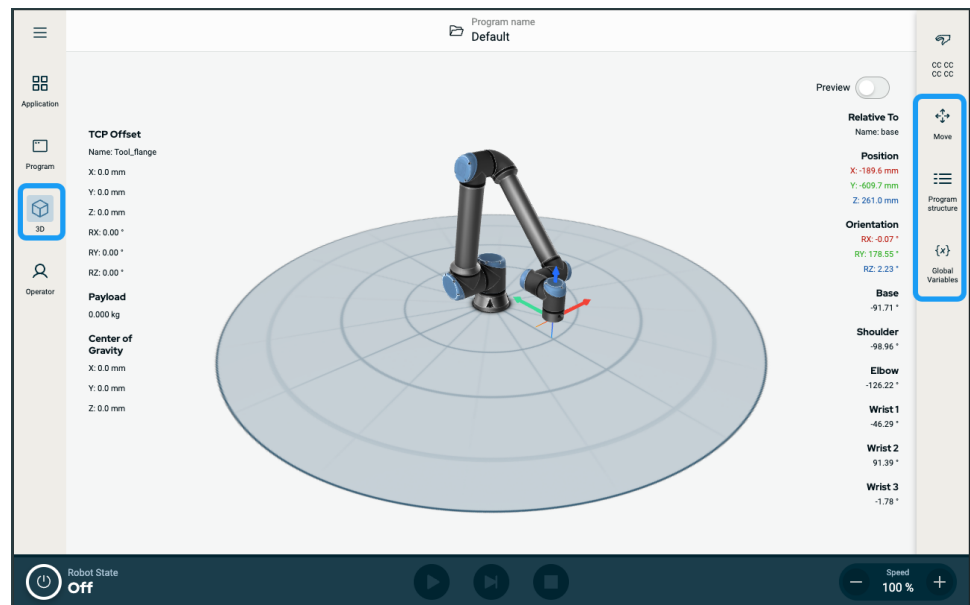 Program name
Default
Application
Program
3D
Operator
TCP Offset
Name: Tool_flange
X: 0.0 mm
Y: 0.0 mm
Z: 0.0 mm
RX: 0.00 °
RY: 0.00 °
RZ: 0.00 °
Payload
0.000 kg
Center of
Gravity
X: 0.0 mm
Y: 0.0 mm
Z: 0.0 mm
Preview
Relative To
Name: base
Position
X: -189.6 mm
Y: -609.7 mm
Z: 261.0 mm
Orientation
RX: -0.07 °
RY: 178.55 °
RZ: 2.23 °
Base
-91.71 °
Shoulder
-98.96 °
Elbow
-126.22 °
Wrist 1
-46.29 °
Wrist 2
91.39 °
Wrist 3
-1.78 °
CC CC
CC CC
Move
Program
structure
{x}
Global
Variables
Robot State
Off
Speed
100 %